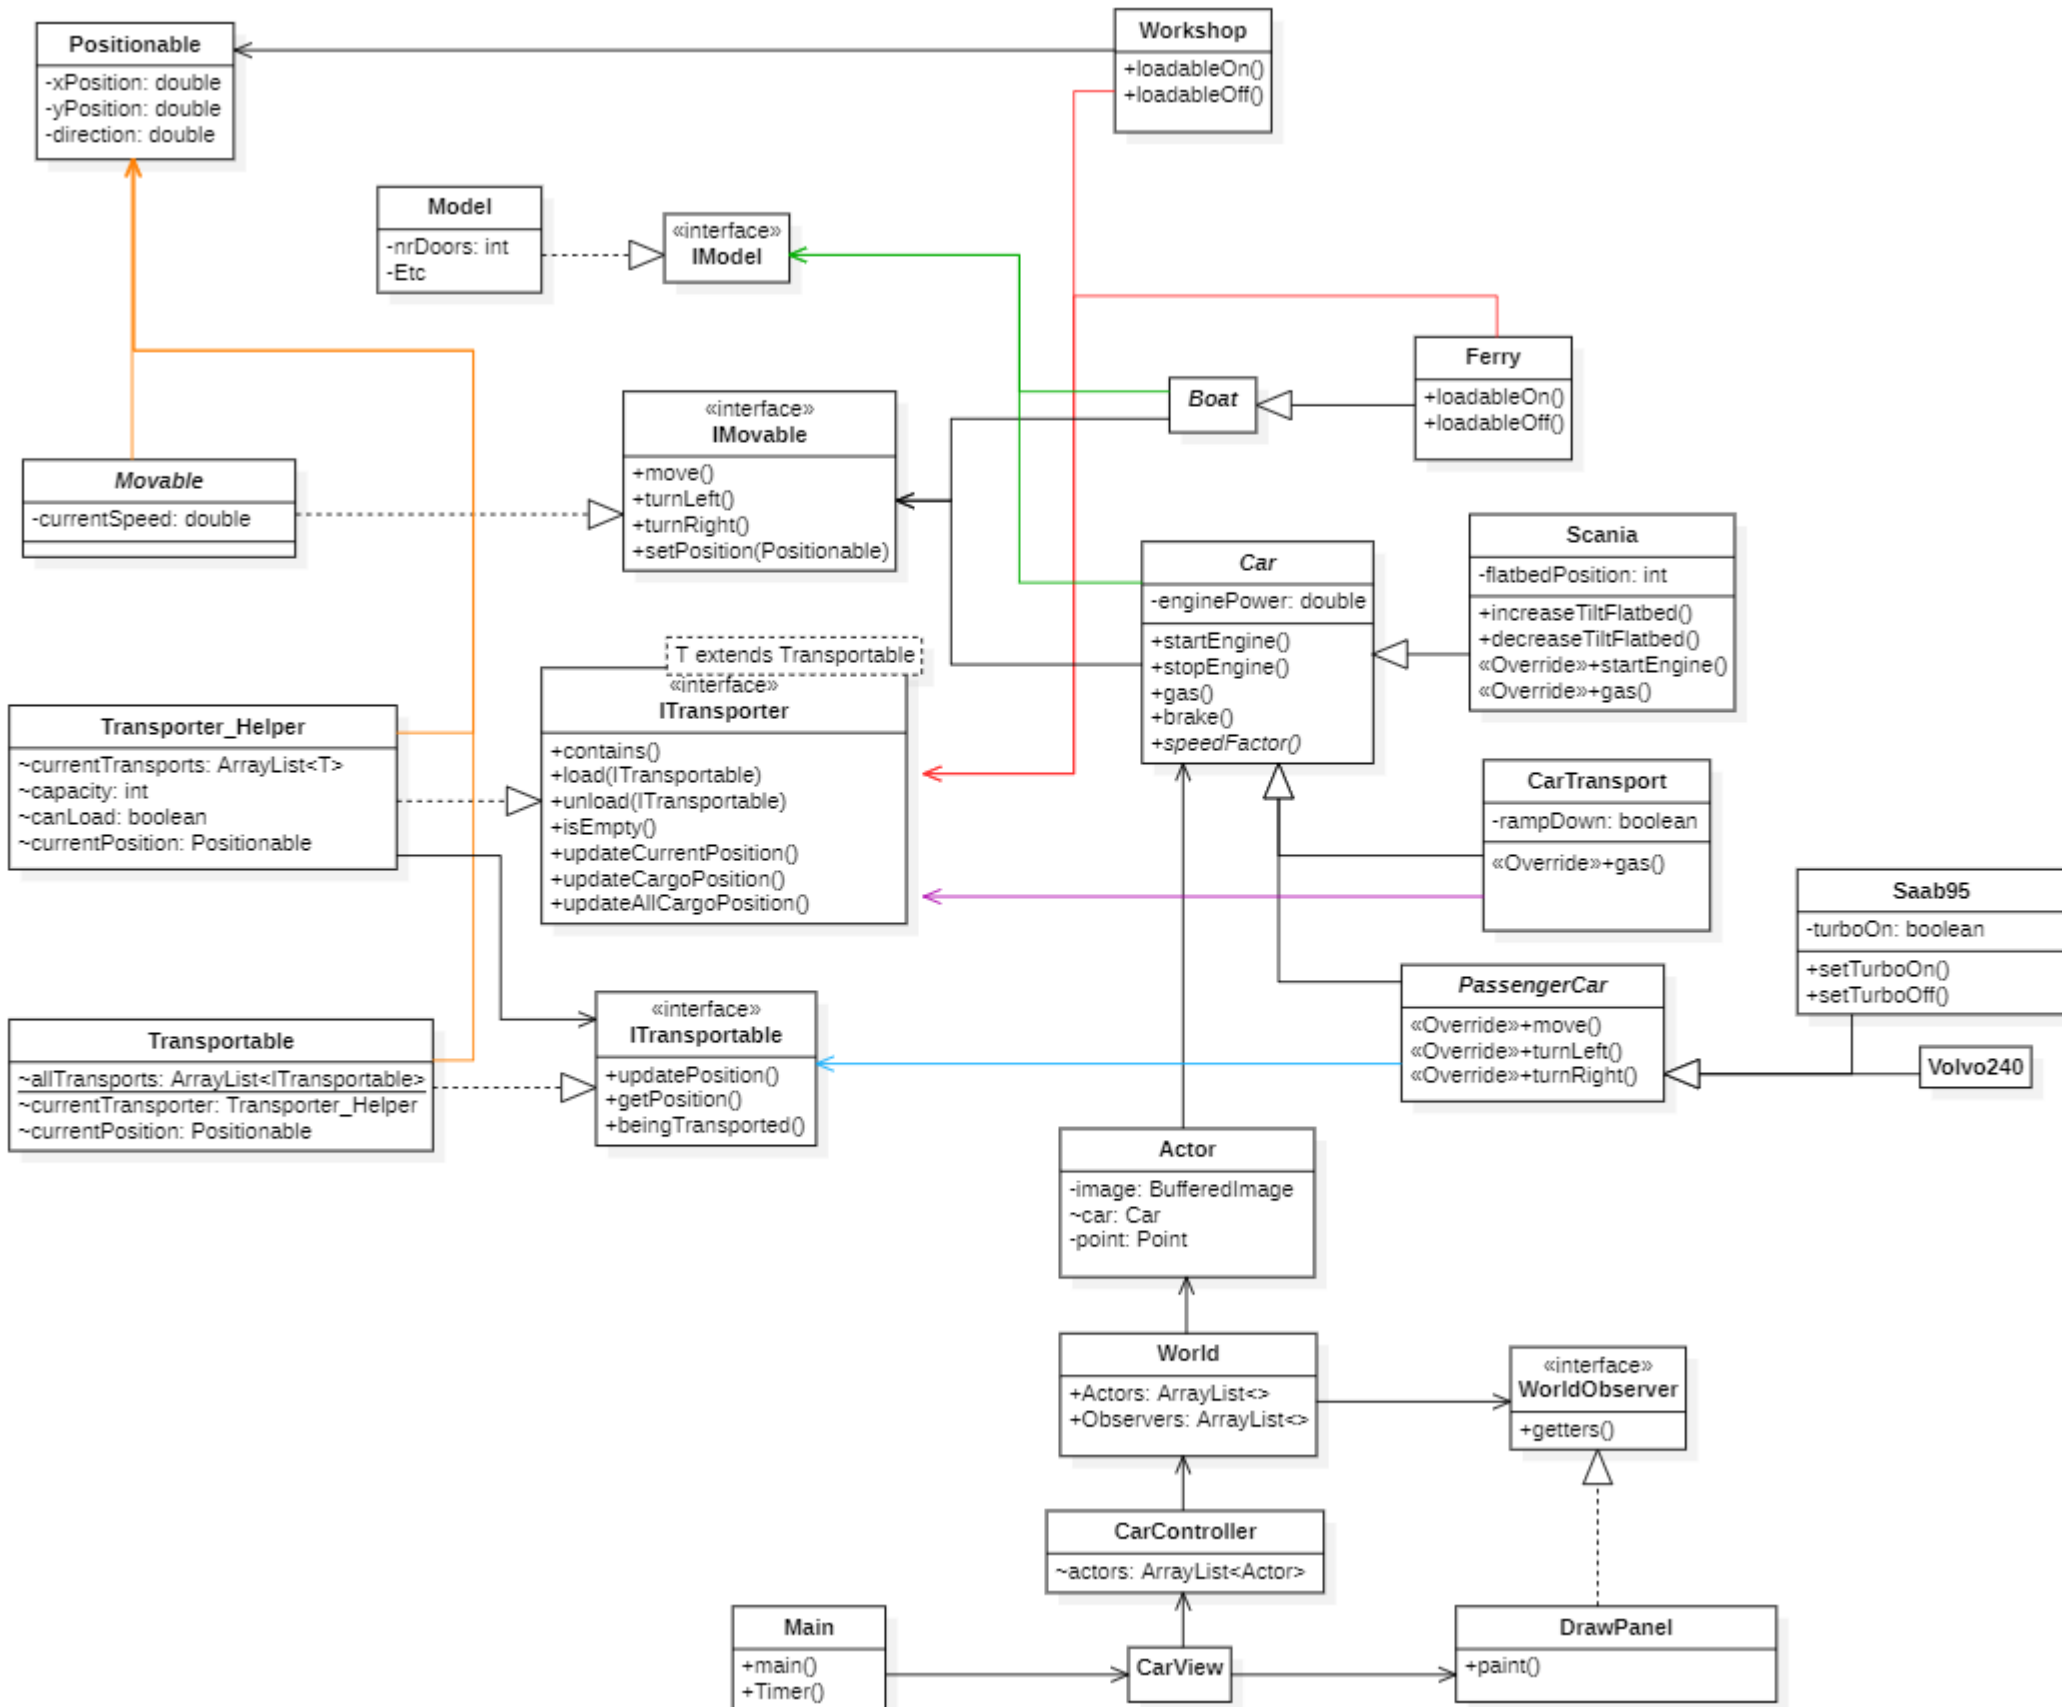 Positionable
-xPosition: double
-yPosition: double
-direction: double
Workshop
+loadableOn()
+loadableOff()
Model
-nrDoors: int
-Etc
«interface»
IModel
Ferry
+loadableOn()
+loadableOff()
Boat
«interface»
IMovable
+move()
+turnLeft()
+turnRight()
+setPosition(Positionable)
Movable
-currentSpeed: double
Scania
-flatbedPosition: int
+increaseTiltFlatbed()
+decreaseTiltFlatbed()
«Override»+startEngine()
«Override»+gas()
Car
-enginePower: double
+startEngine()
+stopEngine()
+gas()
+brake()
+speedFactor()
T extends Transportable
«interface»
ITransporter
+contains()
+load(ITransportable)
+unload(ITransportable)
+isEmpty()
+updateCurrentPosition()
+updateCargoPosition()
+updateAllCargoPosition()
Transporter_Helper
~currentTransports: ArrayList<T>
~capacity: int
~canLoad: boolean
~currentPosition: Positionable
CarTransport
-rampDown: boolean
«Override»+gas()
Saab95
-turboOn: boolean
+setTurboOn()
+setTurboOff()
PassengerCar
«Override»+move()
«Override»+turnLeft()
«Override»+turnRight()
Volvo240
«interface»
ITransportable
+updatePosition()
+getPosition()
+beingTransported()
Transportable
~allTransports: ArrayList<ITransportable>
~currentTransporter: Transporter_Helper
~currentPosition: Positionable
Actor
-image: BufferedImage
~car: Car
-point: Point
World
+Actors: ArrayList<>
+Observers: ArrayList<>
«interface»
WorldObserver
+getters()
CarController
~actors: ArrayList<Actor>
Main
+main()
+Timer()
CarView
DrawPanel
+paint()